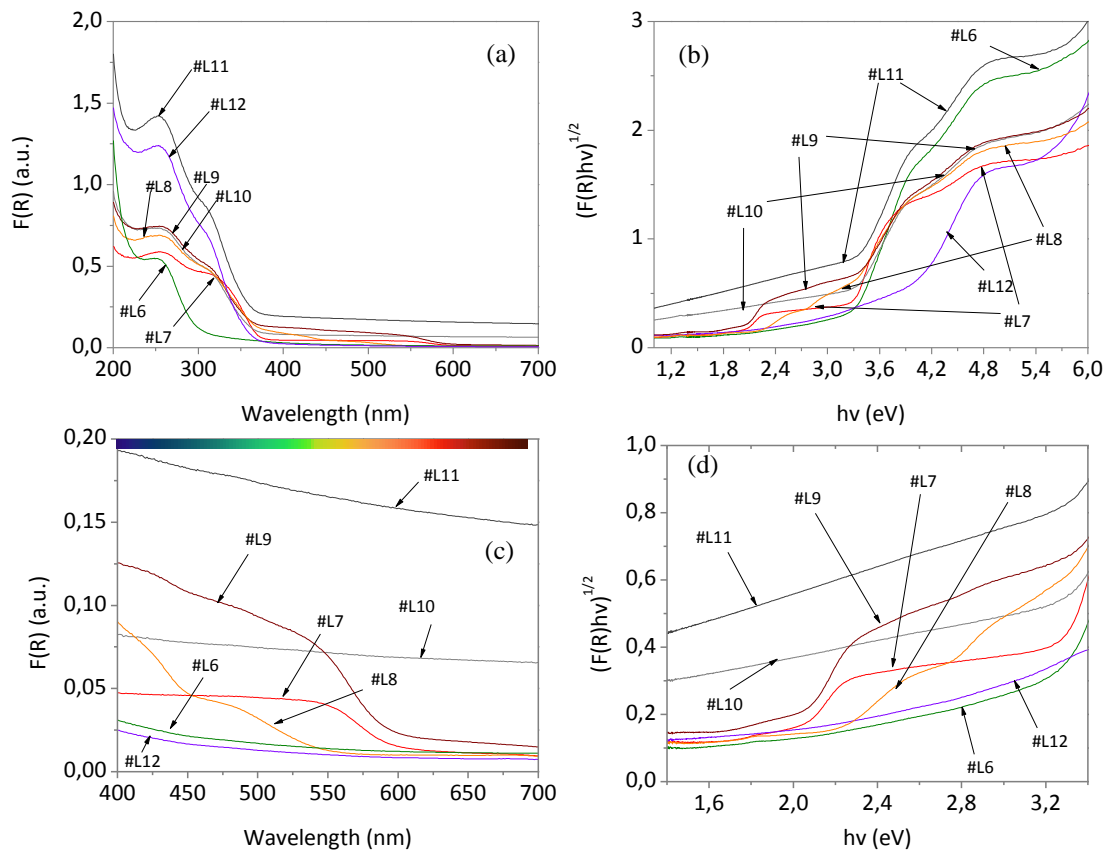 2,0
1,5
1,0
0,5
0,0
F(R) (a.u.)
(a)
#L11
#L12
#L9
#L8
#L10
#L6
#L7
200 300 400 500 600 700
Wavelength (nm)
3
2
1
0
(F(R)hv)^1/2
(b)
#L6
#L11
#L9
#L10
#L8
#L12
#L7
1,2 1,8 2,4 3,0 3,6 4,2 4,8 5,4 6,0
hv (eV)
0,20
0,15
0,10
0,05
0,00
F(R) (a.u.)
#L11
(c)
#L9
#L10
#L7
#L6
#L8
#L12
400 450 500 550 600 650 700
Wavelength (nm)
1,0
0,8
0,6
0,4
0,2
0,0
(F(R)hv)^1/2
(d)
#L7
#L8
#L9
#L11
#L10
#L12
#L6
1,6 2,0 2,4 2,8 3,2
hv (eV)